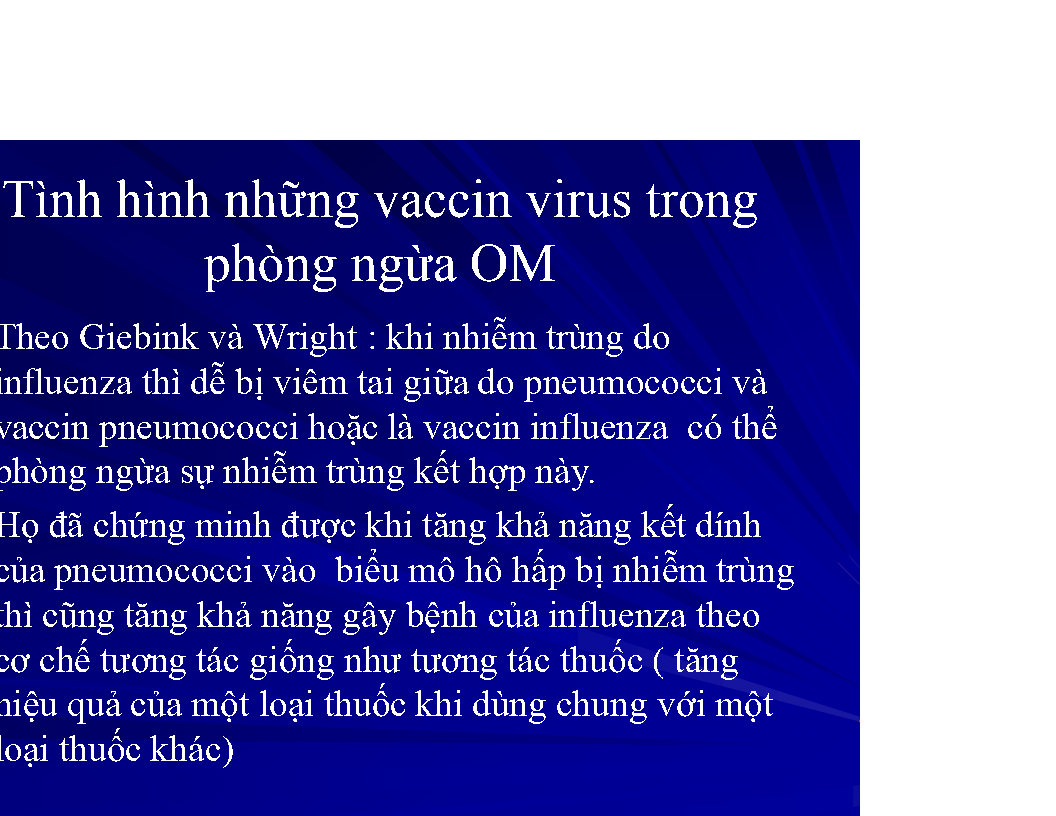 Tình hình những vaccin virus trong
phòng ngừa OM
Theo Giebink và Wright : khi nhiễm trùng do
influenza thì dễ bị viêm tai giữa do pneumococci và
vaccin pneumococci hoặc là vaccin influenza  có thể
phòng ngừa sự nhiễm trùng kết hợp này.
Họ đã chứng minh được khi tăng khả năng kết dính
của pneumococci vào  biểu mô hô hấp bị nhiễm trùng
thì cũng tăng khả năng gây bệnh của influenza theo
cơ chế tương tác giống như tương tác thuốc ( tăng
hiệu quả của một loại thuốc khi dùng chung với một
loại thuốc khác)